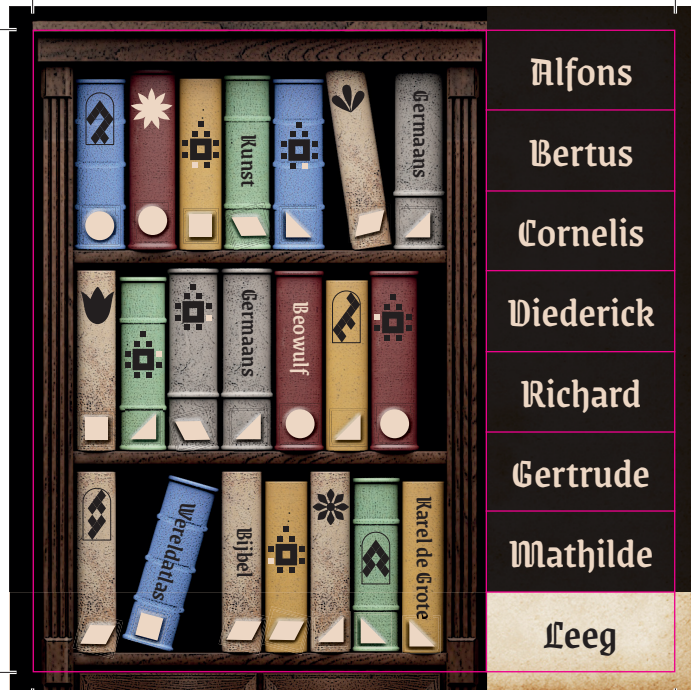 Kunst
Germaans
Germaans
Beowulf
Wereldatlas
Bijbel
Karel de Grote
Alfons
Bertus
Cornelis
Diederick
Richard
Gertrude
Mathilde
Leeg